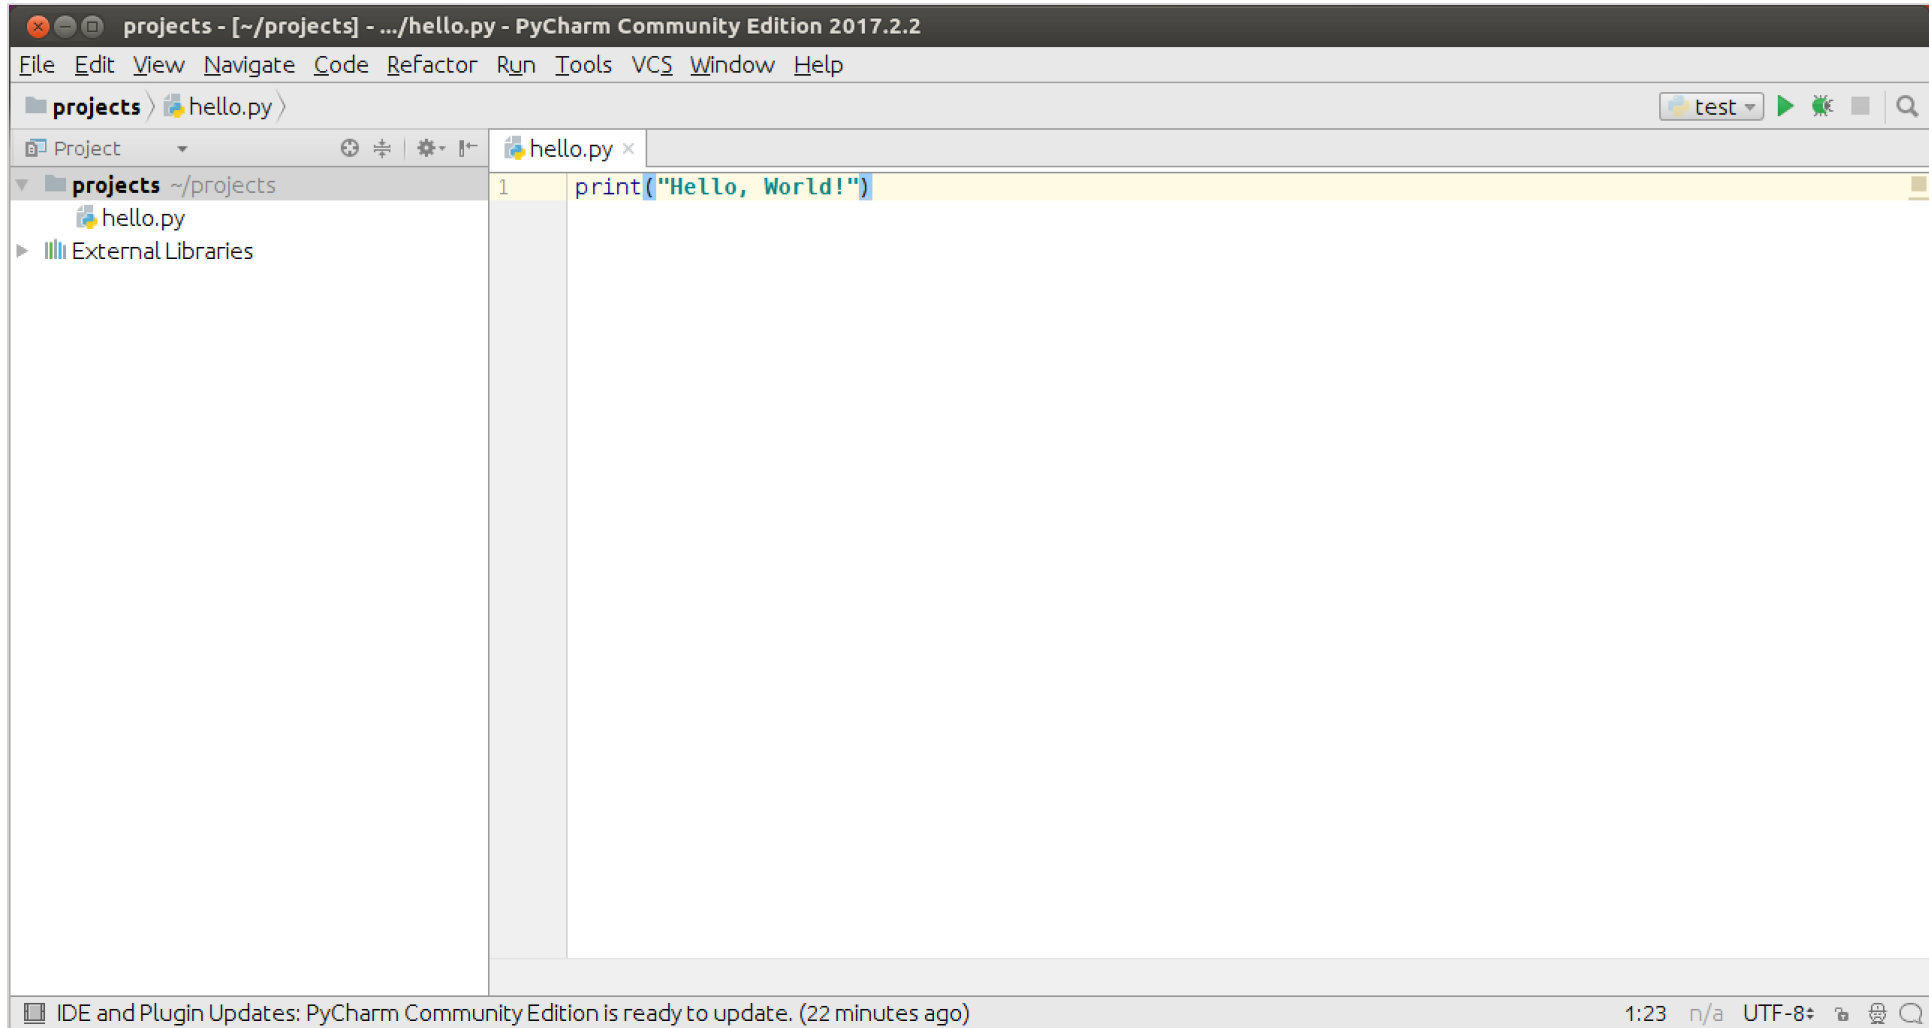 projects - [~/projects] - .../hello.py - PyCharm Community Edition 2017.2.2
File Edit View Navigate Code Refactor Run Tools VCS Window Help
projects hello.py test
Project
hello.py
projects ~/projects
1 print("Hello, World!")
hello.py
External Libraries
IDE and Plugin Updates: PyCharm Community Edition is ready to update. (22 minutes ago) 1:23 n/a UTF-8